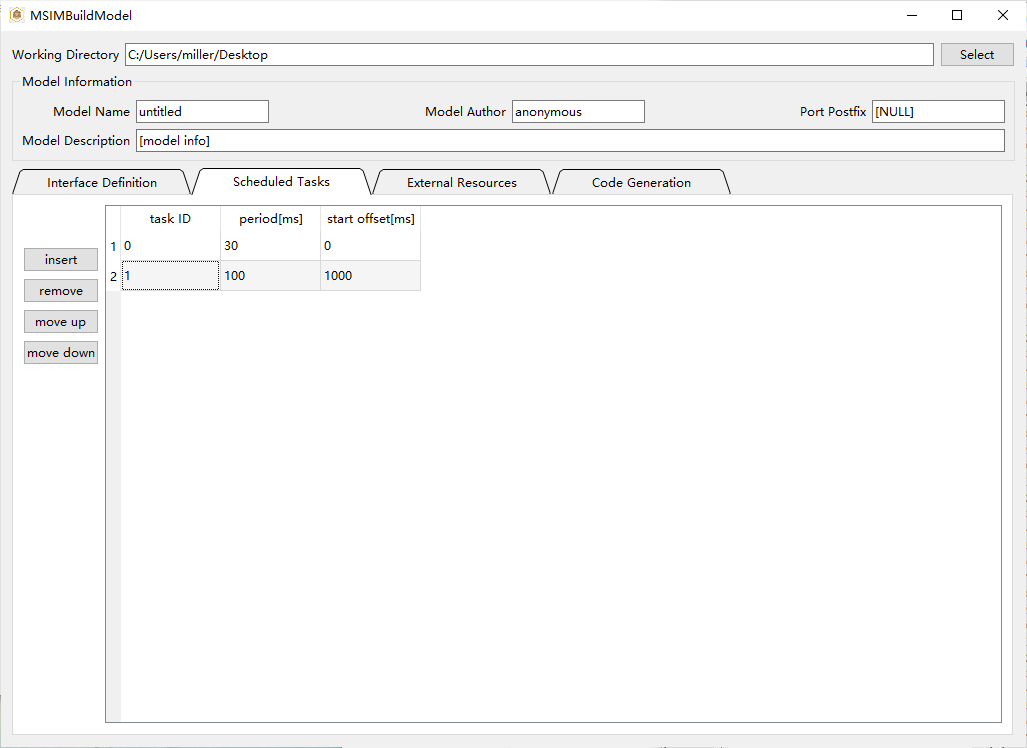 MSIMBuildModel
Working Directory C:/Users/miller/Desktop Select
Model Information
Model Name untitled Model Author anonymous Port Postfix [NULL]
Model Description [model info]
Interface Definition Scheduled Tasks External Resources Code Generation
task ID period[ms] start offset[ms]
1 0 30 0
2 1 100 1000
insert
remove
move up
move down